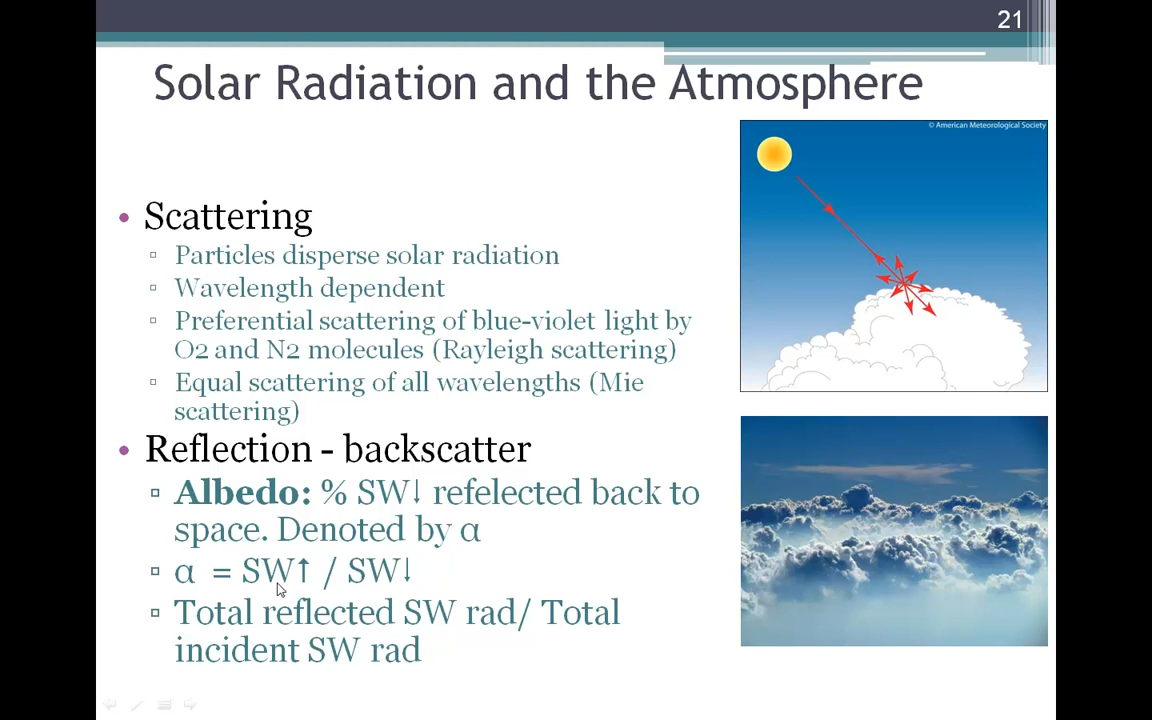 21
Solar Radiation and the Atmosphere
© American Meteorological Society
• Scattering
▫ Particles disperse solar radiation
▫ Wavelength dependent
▫ Preferential scattering of blue-violet light by
O2 and N2 molecules (Rayleigh scattering)
▫ Equal scattering of all wavelengths (Mie
scattering)
• Reflection - backscatter
▫ Albedo: % SW↓ refelected back to
space. Denoted by α
▫ α = SW↑ / SW↓
▫ Total reflected SW rad/ Total
incident SW rad